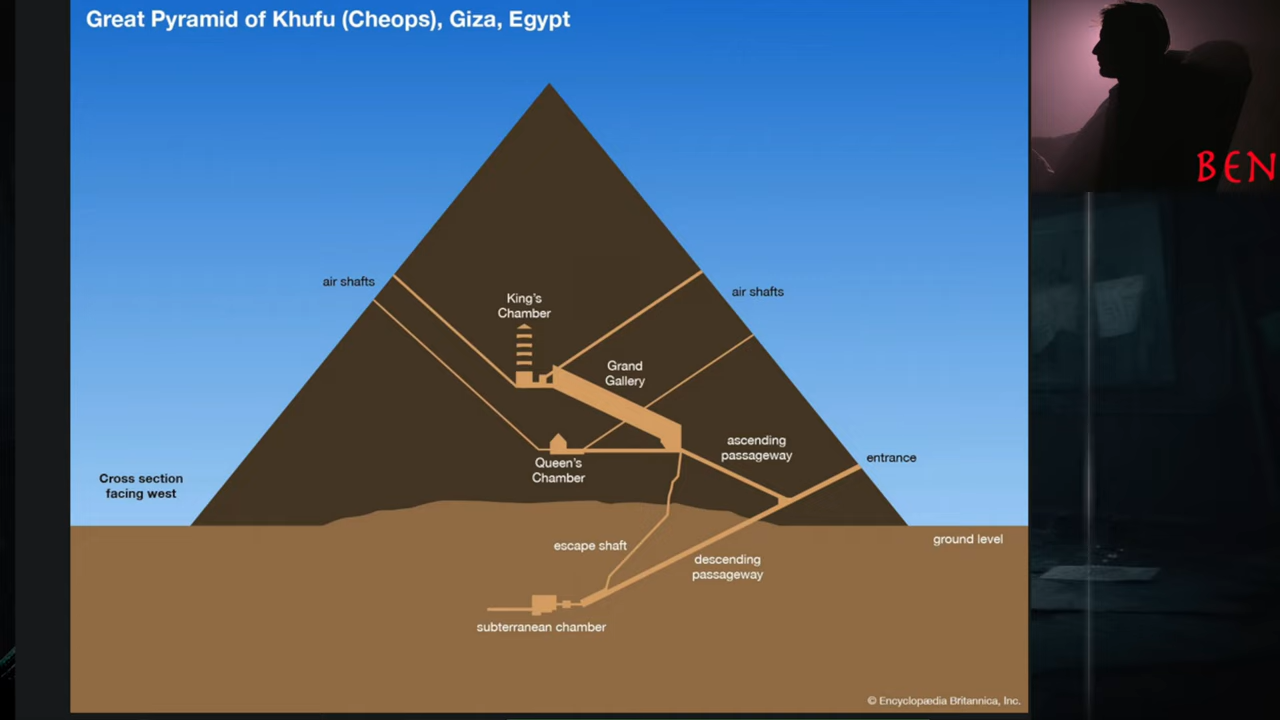 Great Pyramid of Khufu (Cheops), Giza, Egypt
BEN
air shafts
air shafts
King's
Chamber
Grand
Gallery
ascending
passageway
entrance
Queen's
Chamber
Cross section
facing west
ground level
escape shaft
descending
passageway
subterranean chamber
© Encyclopædia Britannica, Inc.